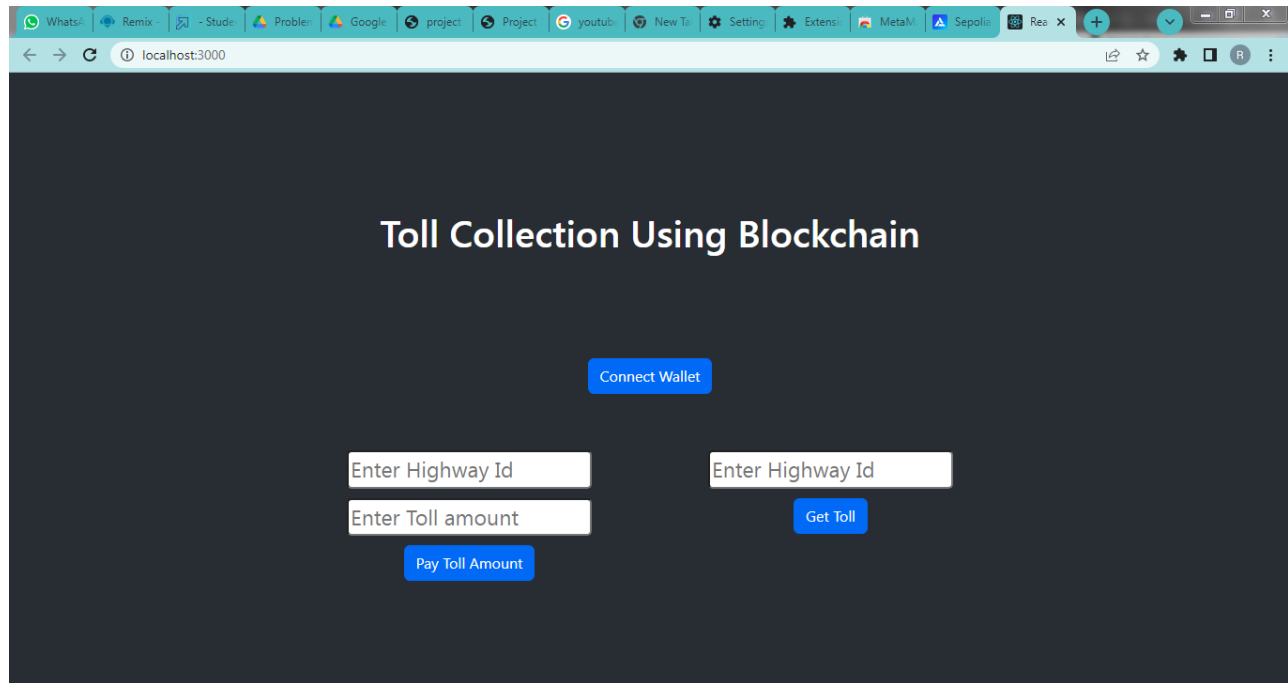 WhatsA Remix - - Stude Problem Google project Project youtube New Ta Setting Extensi MetaM Sepolia Rea
localhost:3000 R
Toll Collection Using Blockchain
Connect Wallet
Enter Highway Id Enter Highway Id
Enter Toll amount Get Toll
Pay Toll Amount